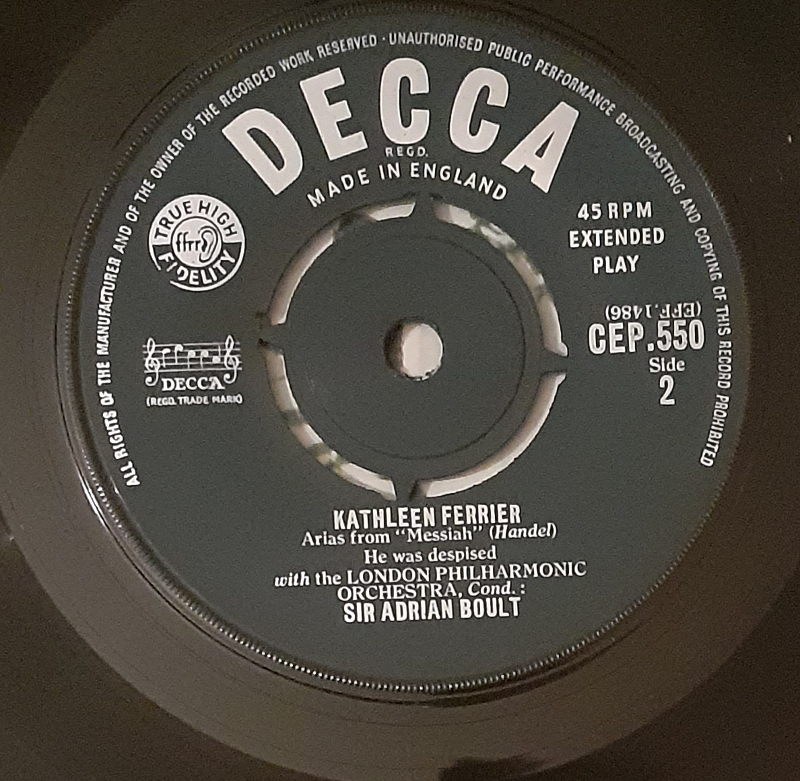 ALL RIGHTS OF THE MANUFACTURER AND OF THE OWNER OF THE RECORDED WORK RESERVED · UNAUTHORISED PUBLIC PERFORMANCE BROADCASTING AND COPYING OF THIS RECORD PROHIBITED
DECCA
REGD.
MADE IN ENGLAND
TRUE HIGH
ffrr
FIDELITY
45 RPM
EXTENDED
PLAY
(EPF.1486)
CEP.550
Side
2
DECCA
(REGD. TRADE MARK)
KATHLEEN FERRIER
Arias from "Messiah" (Handel)
He was despised
with the LONDON PHILHARMONIC
ORCHESTRA, Cond. :
SIR ADRIAN BOULT